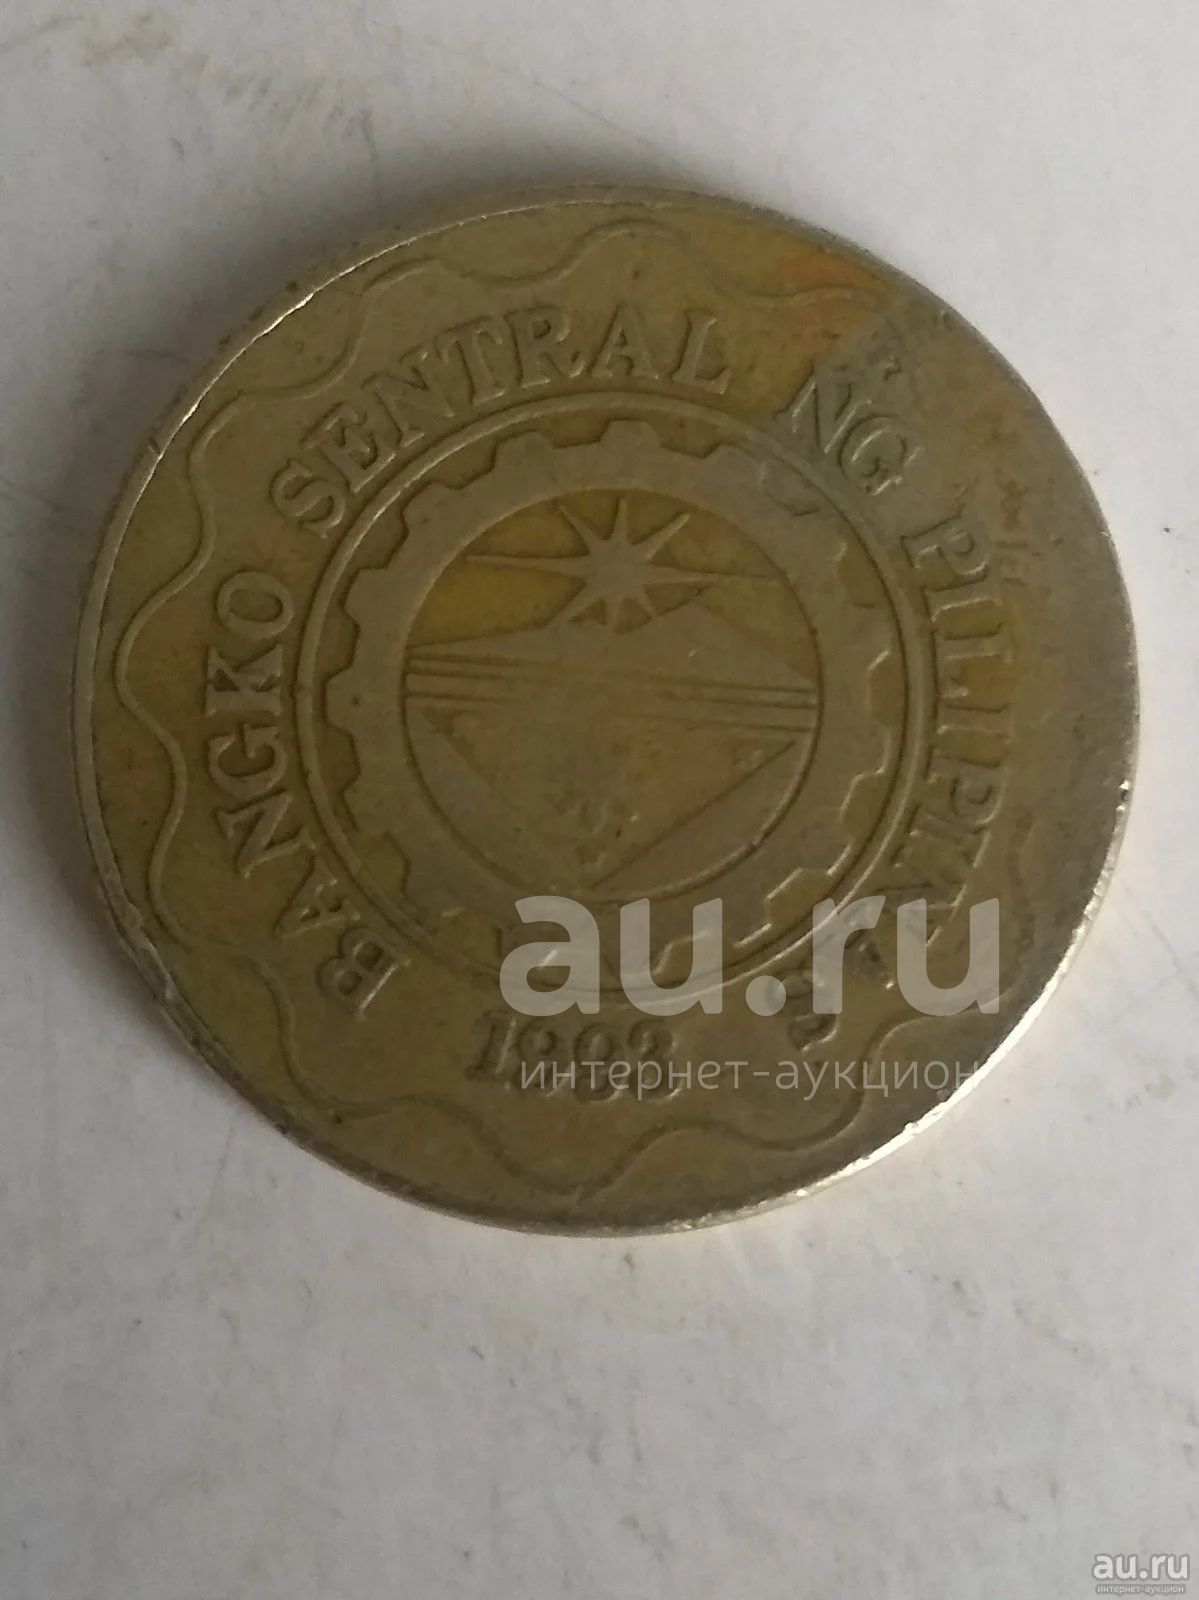 BANGKO SENTRAL NG PILIPINAS
1993
au.ru
интернет-аукцион
au.ru
интернет-аукцион